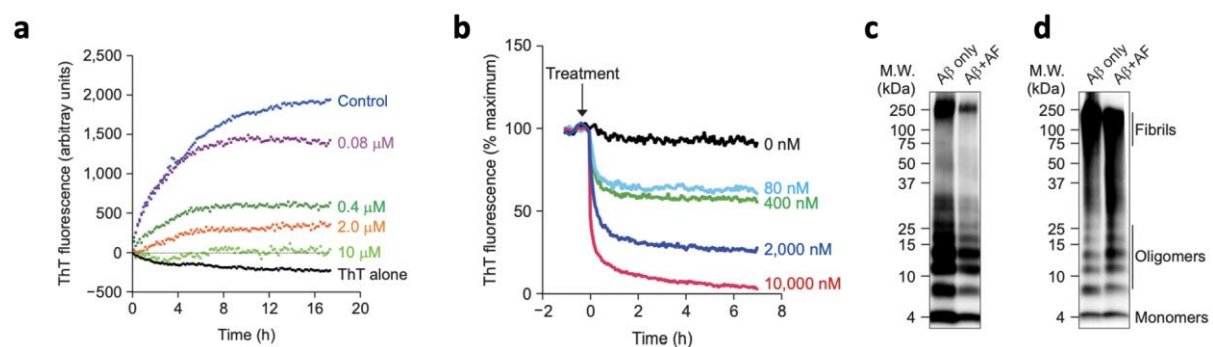 a
2,500
2,000
1,500
1,000
500
0
−500
ThT fluorescence (arbitray units)
0 4 8 12 16 20
Time (h)
Control
0.08 μM
0.4 μM
2.0 μM
10 μM
ThT alone
b
150
100
50
0
ThT fluorescence (% maximum)
Treatment
−2 0 2 4 6 8
Time (h)
0 nM
80 nM
400 nM
2,000 nM
10,000 nM
c
Aβ only
Aβ+AF
M.W.
(kDa)
250
100
75
50
37
25
15
10
4
d
Aβ only
Aβ+AF
M.W.
(kDa)
250
100
75
50
37
25
15
10
4
Fibrils
Oligomers
Monomers